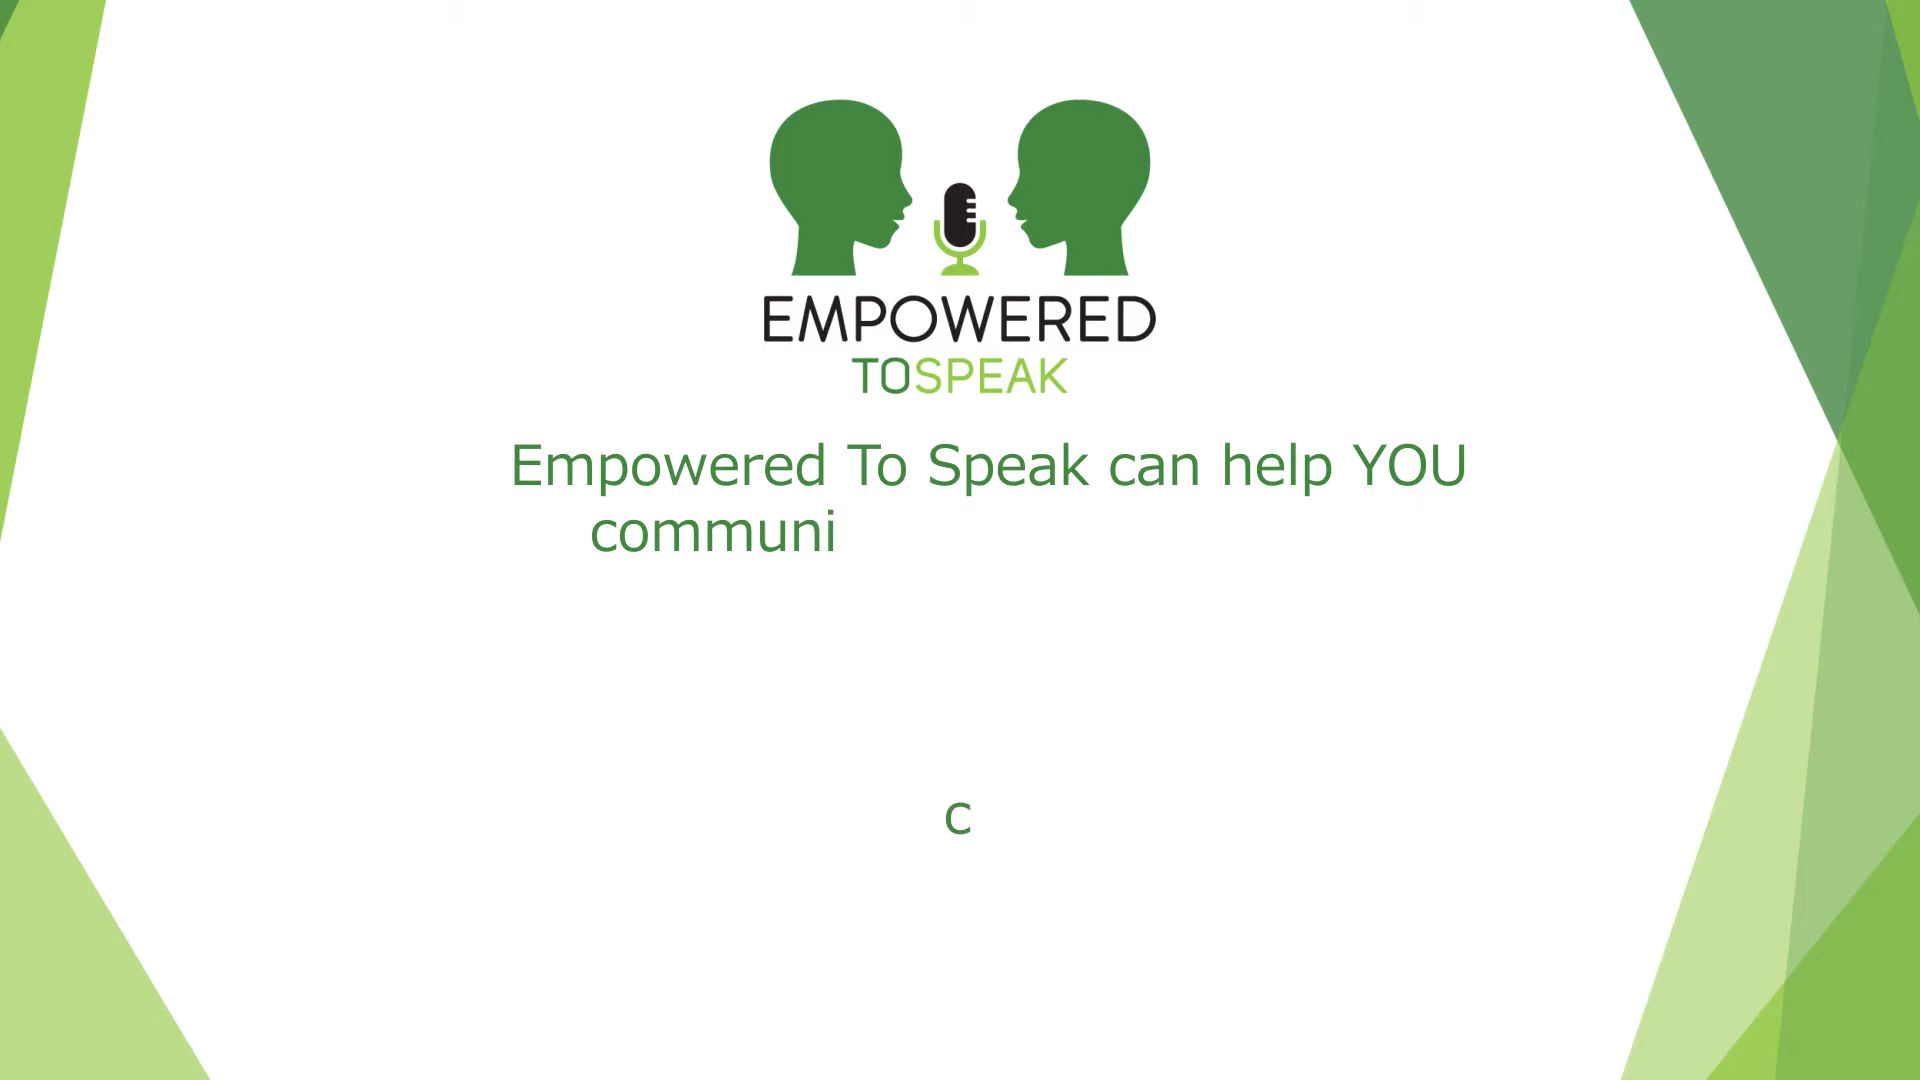 EMPOWERED
TOSPEAK
Empowered To Speak can help YOU
communi
c